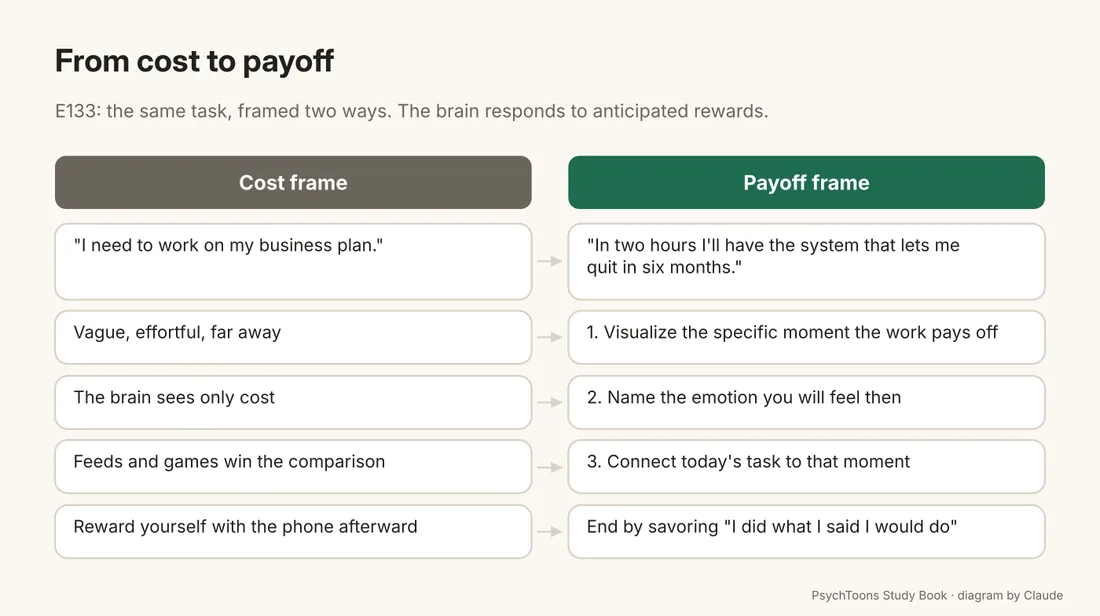 From cost to payoff
E133: the same task, framed two ways. The brain responds to anticipated rewards.
Cost frame
Payoff frame
"I need to work on my business plan."
"In two hours I'll have the system that lets me
quit in six months."
Vague, effortful, far away
1. Visualize the specific moment the work pays off
The brain sees only cost
2. Name the emotion you will feel then
Feeds and games win the comparison
3. Connect today's task to that moment
Reward yourself with the phone afterward
End by savoring "I did what I said I would do"
PsychToons Study Book · diagram by Claude